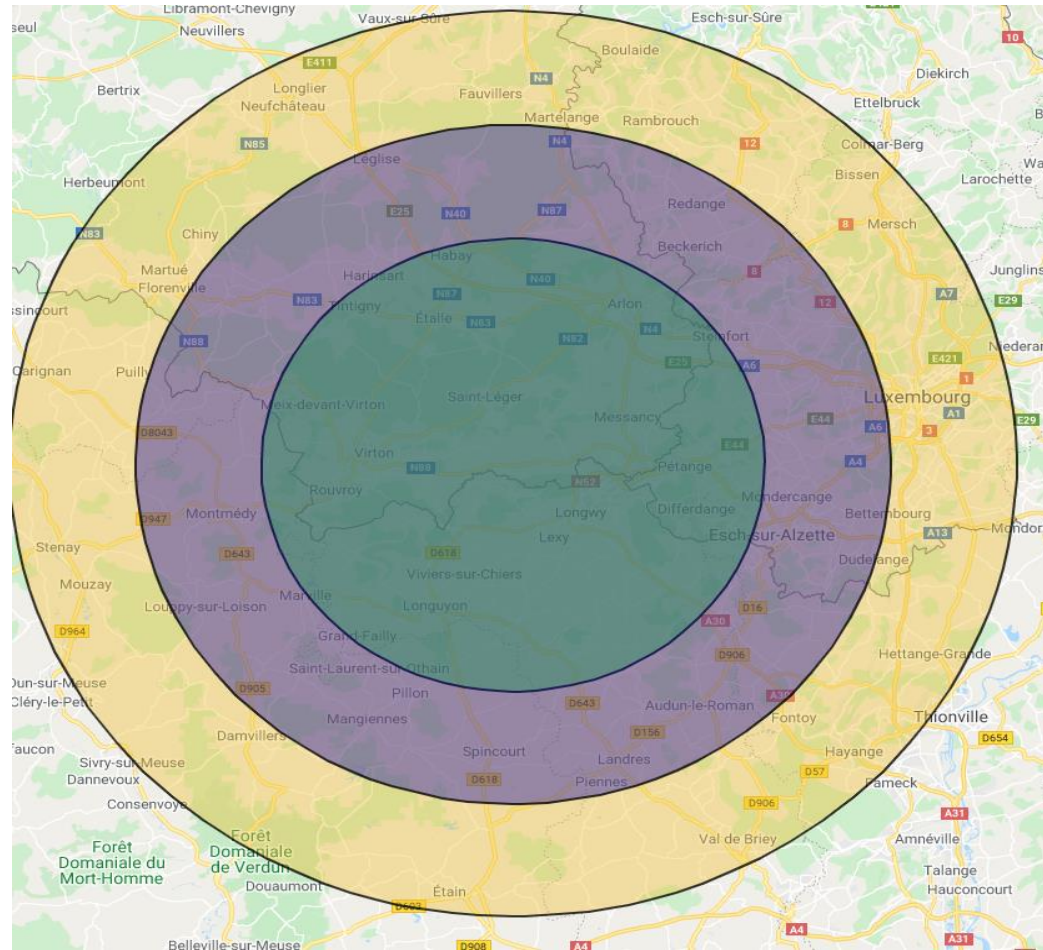 Libramont-Chevigny
Vaux-sur-Sûre
Esch-sur-Sûre
Neuvillers
10
E411
Boulaide
N4
Diekirch
Bertrix
Longlier
Fauvillers
Neufchâteau
Ettelbruck
Martelange
Rambrouch
N85
N4
12
Colmar-Berg
Léglise
Bissen
Larochette
Herbeumont
Redange
E25
N40
N87
N83
Chiny
8
Mersch
Beckerich
Habay
Martué
Florenville
Harinsart
8
Junglins
N40
N83
N87
A7
E29
Tintigny
Arlon
12
Étalle
N63
N82
N4
Steinfort
N88
Niederan
E25
A6
E421
Carignan
Puilly
1
Saint-Léger
Luxembourg
Meix-devant-Virton
Messancy
E44
A1
E29
A6
3
D8043
E44
Virton
N88
Pétange
A4
N52
Rouvroy
Mondercange
Montmédy
Longwy
Differdange
Bettembourg
D947
Lexy
Esch-sur-Alzette
A13
Mondor
Stenay
D643
D618
Dudelange
Mouzay
Viviers-sur-Chiers
Marville
Louppy-sur-Loison
Longuyon
D16
D964
A30
Grand-Failly
Hettange-Grande
Saint-Laurent-sur-Othain
D906
Dun-sur-Meuse
D905
Pillon
A30
Cléry-le-Petit
D643
Audun-le-Roman
Mangiennes
Fontoy
Thionville
Damvillers
D156
D654
Spincourt
Landres
Hayange
Sivry-sur-Meuse
D618
Piennes
D57
Dannevoux
Fameck
Consenvoye
D906
A31
Forêt
Domaniale
de Verdun
Val de Briey
Amnéville
Forêt
Domaniale du
Mort-Homme
Talange
Douaumont
Étain
Hauconcourt
D603
A4
A31
Belleville-sur-Meuse
D908
A4